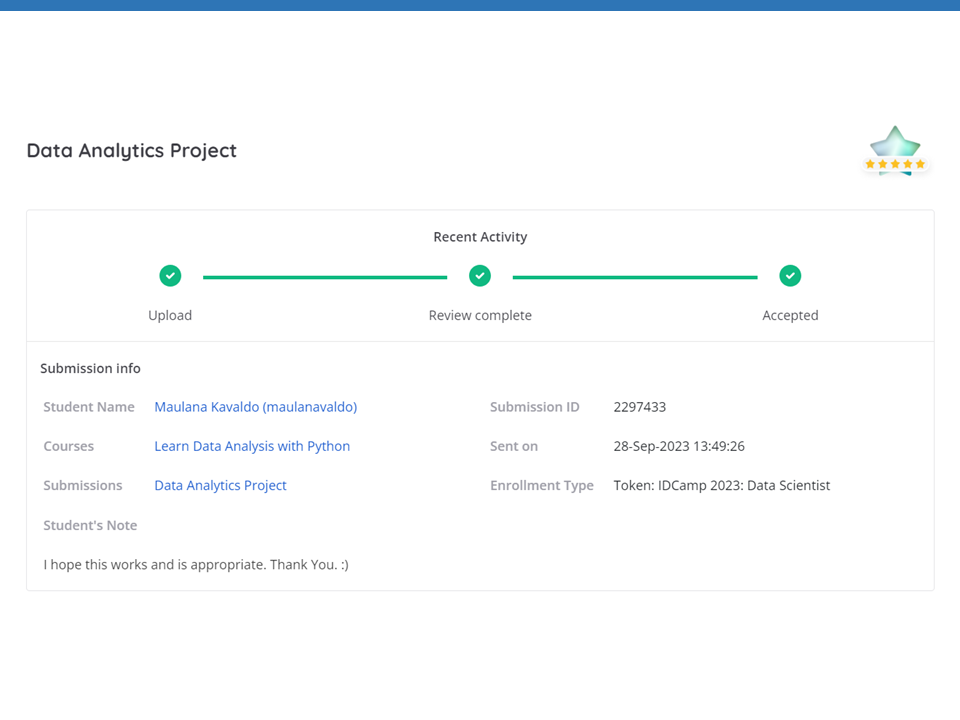 Data Analytics Project
Recent Activity
Upload
Review complete
Accepted
Submission info
Student Name Maulana Kavaldo (maulanavaldo) Submission ID 2297433
Courses Learn Data Analysis with Python Sent on 28-Sep-2023 13:49:26
Submissions Data Analytics Project Enrollment Type Token: IDCamp 2023: Data Scientist
Student's Note
I hope this works and is appropriate. Thank You. :)